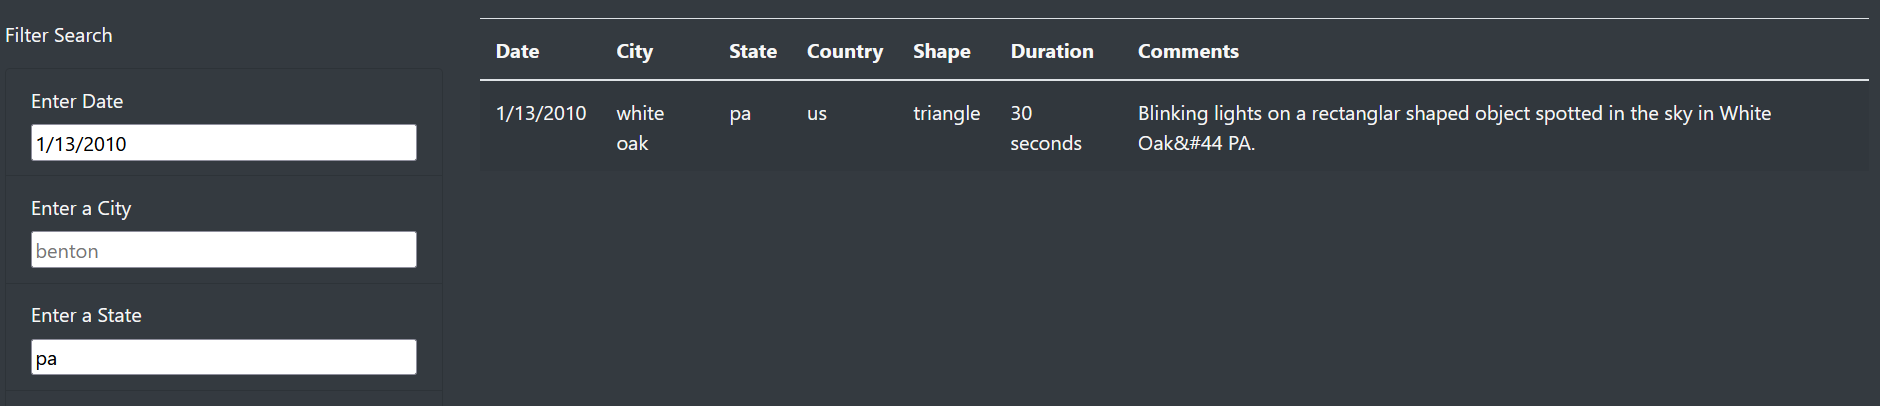 Filter Search
Enter Date
1/13/2010
Enter a City
benton
Enter a State
pa
Date City State Country Shape Duration Comments
1/13/2010 white pa us triangle 30 Blinking lights on a rectanglar shaped object spotted in the sky in White
oak seconds Oak&#44 PA.